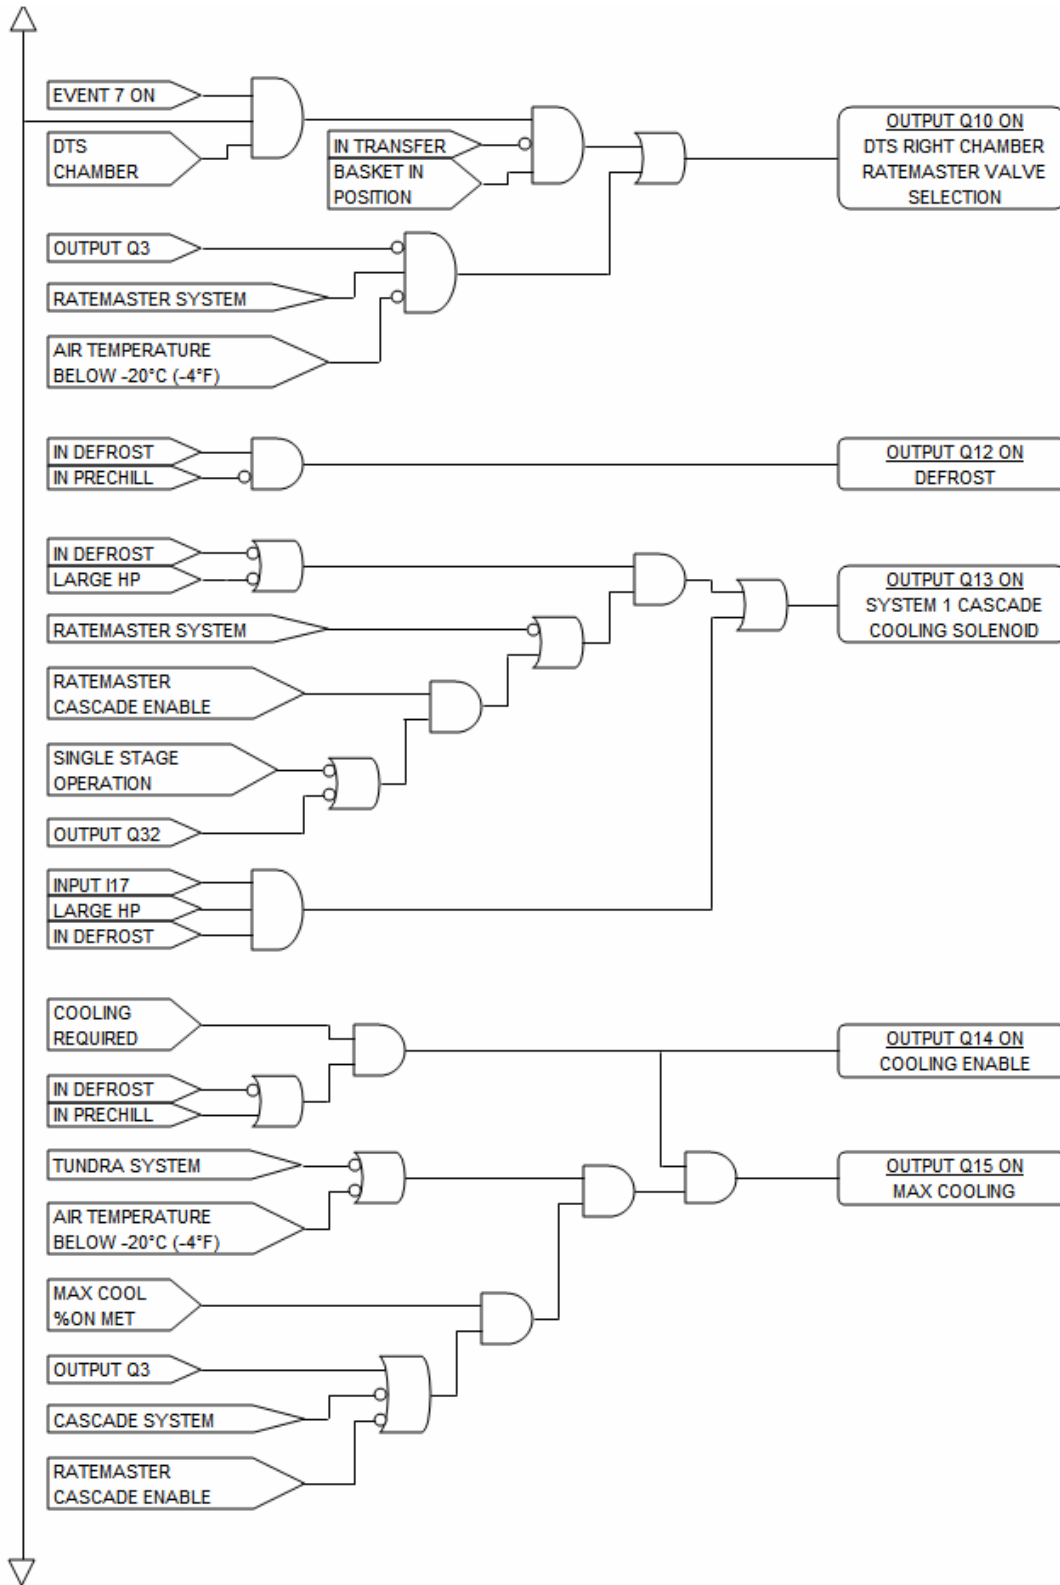 EVENT 7 ON
DTS
CHAMBER
IN TRANSFER
BASKET IN
POSITION
OUTPUT Q10 ON
DTS RIGHT CHAMBER
RATEMASTER VALVE
SELECTION
OUTPUT Q3
RATEMASTER SYSTEM
AIR TEMPERATURE
BELOW -20°C (-4°F)
IN DEFROST
IN PRECHILL
OUTPUT Q12 ON
DEFROST
IN DEFROST
LARGE HP
RATEMASTER SYSTEM
RATEMASTER
CASCADE ENABLE
SINGLE STAGE
OPERATION
OUTPUT Q32
INPUT I17
LARGE HP
IN DEFROST
OUTPUT Q13 ON
SYSTEM 1 CASCADE
COOLING SOLENOID
COOLING
REQUIRED
IN DEFROST
IN PRECHILL
OUTPUT Q14 ON
COOLING ENABLE
TUNDRA SYSTEM
AIR TEMPERATURE
BELOW -20°C (-4°F)
MAX COOL
%ON MET
OUTPUT Q3
CASCADE SYSTEM
RATEMASTER
CASCADE ENABLE
OUTPUT Q15 ON
MAX COOLING